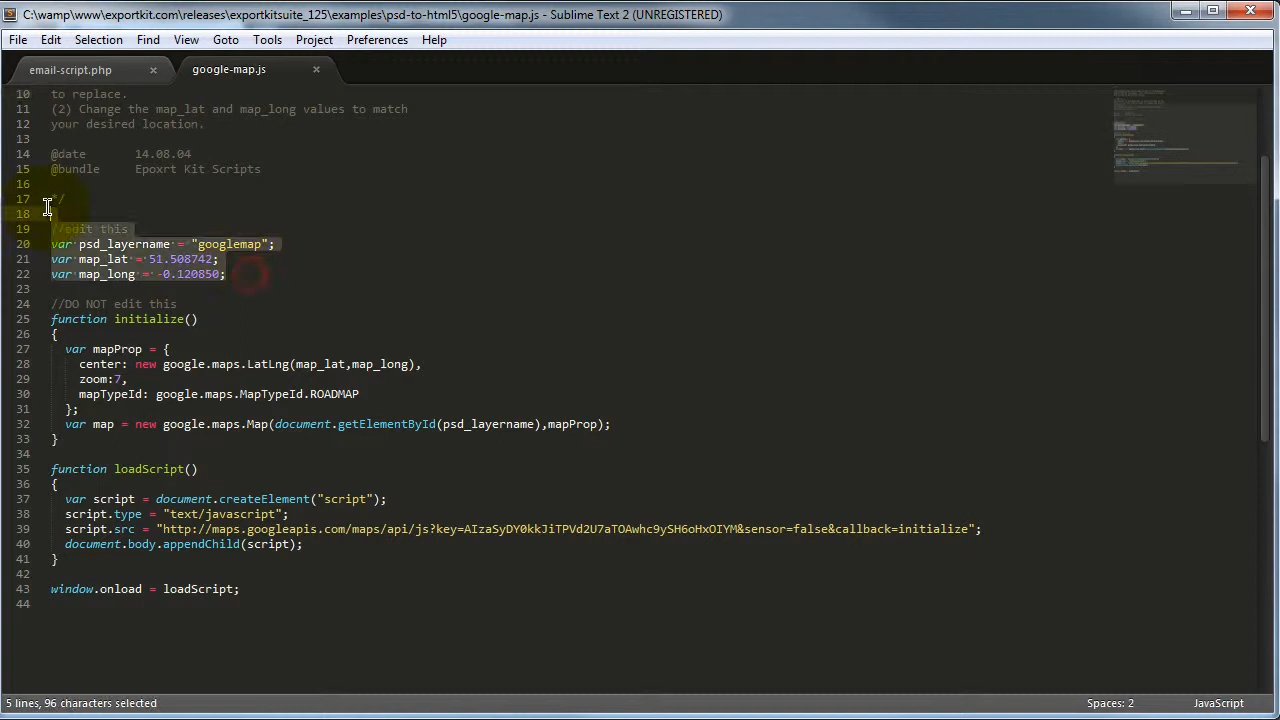 C:\wamp\www\exportkit.com\releases\exportkitsuite_125\examples\psd-to-html5\google-map.js - Sublime Text 2 (UNREGISTERED)
File Edit Selection Find View Goto Tools Project Preferences Help
email-script.php google-map.js
10 to replace.
11 (2) Change the map_lat and map_long values to match
12 your desired location.
13
14 @date 14.08.04
15 @bundle Epoxrt Kit Scripts
16
17 */
18
19 //edit this
20 var psd_layername = "googlemap";
21 var map_lat = 51.508742;
22 var map_long = -0.120850;
23
24 //DO NOT edit this
25 function initialize()
26 {
27 var mapProp = {
28 center: new google.maps.LatLng(map_lat,map_long),
29 zoom:7,
30 mapTypeId: google.maps.MapTypeId.ROADMAP
31 };
32 var map = new google.maps.Map(document.getElementById(psd_layername),mapProp);
33 }
34
35 function loadScript()
36 {
37 var script = document.createElement("script");
38 script.type = "text/javascript";
39 script.src = "http://maps.googleapis.com/maps/api/js?key=AIzaSyDY0kkJiTPVd2U7aTOAwhc9ySH6oHxOIYM&sensor=false&callback=initialize";
40 document.body.appendChild(script);
41 }
42
43 window.onload = loadScript;
44
5 lines, 96 characters selected Spaces: 2 JavaScript